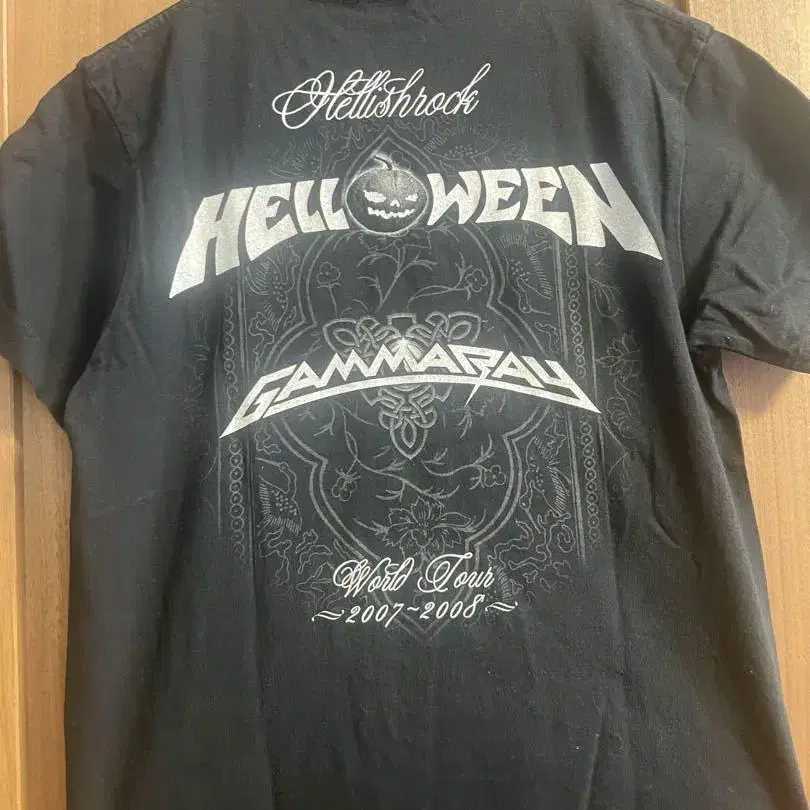 Hellishrock
HELLOWEEN
GAMMARAY
World Tour
~2007~2008~